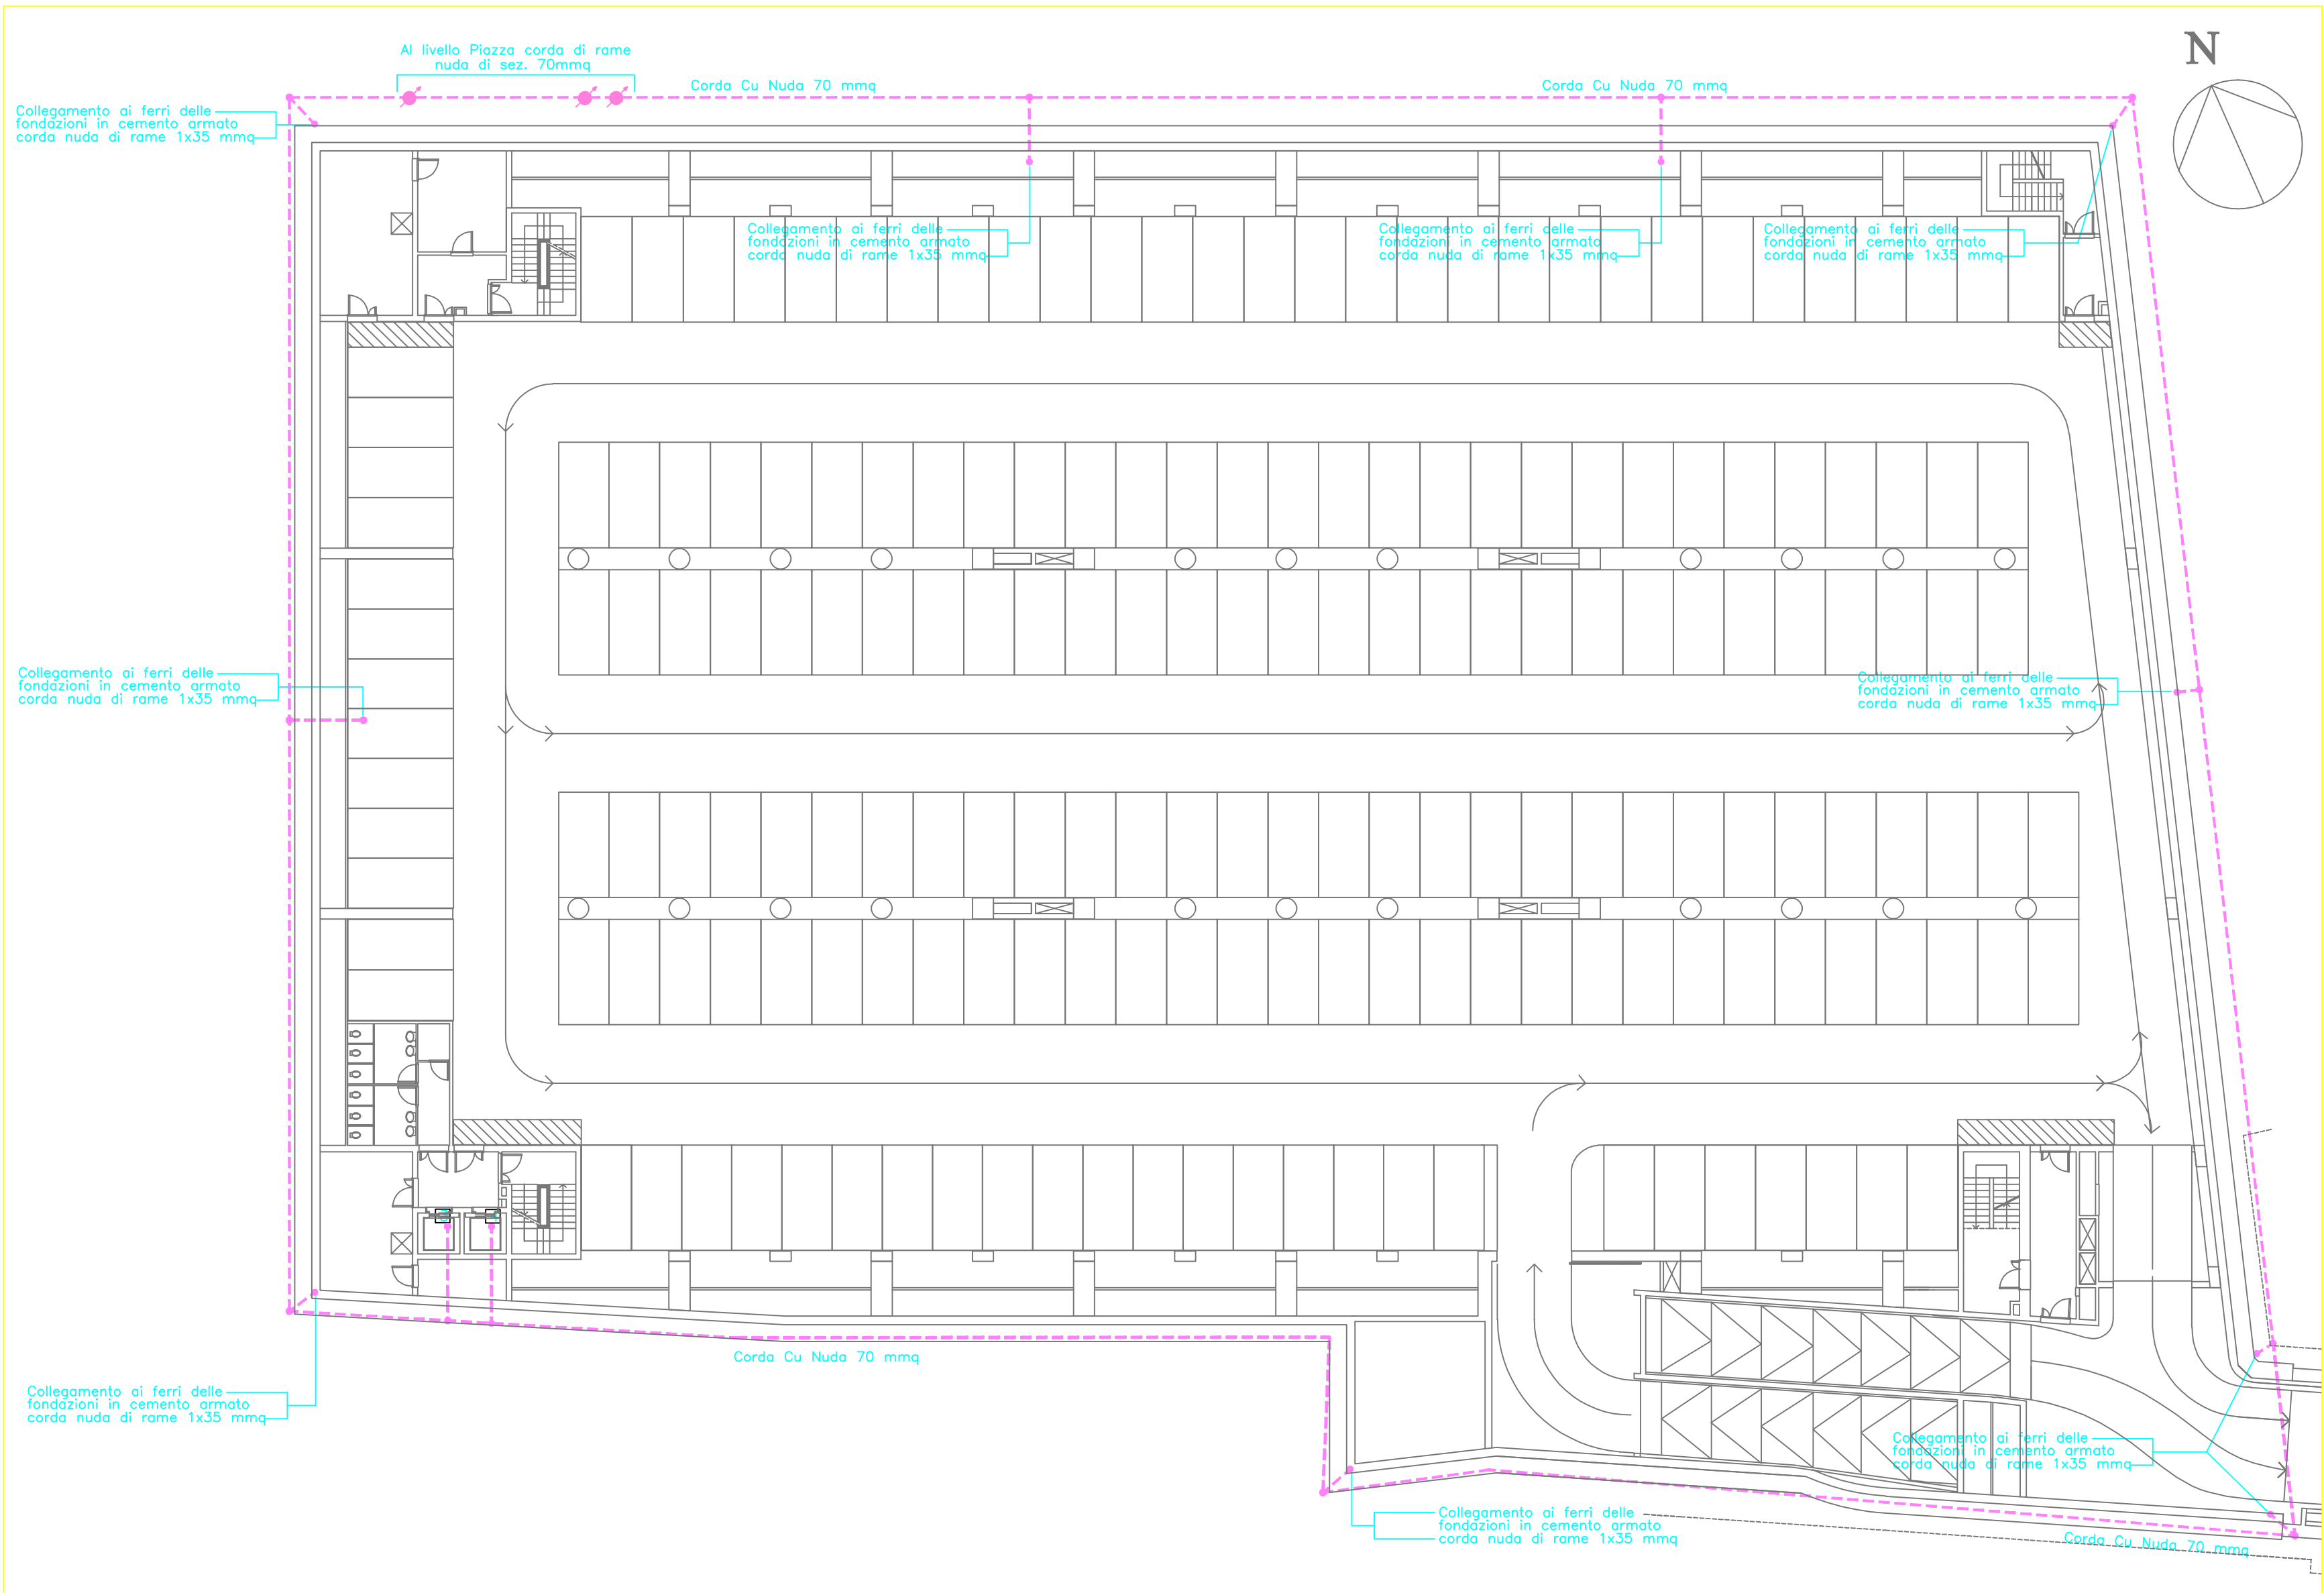 N
Al livello Piazza corda di rame
nuda di sez. 70mmq
Corda Cu Nuda 70 mmq
Corda Cu Nuda 70 mmq
Collegamento ai ferri delle
fondazioni in cemento armato
corda nuda di rame 1x35 mmq
Collegamento ai ferri delle
fondazioni in cemento armato
corda nuda di rame 1x35 mmq
Collegamento ai ferri delle
fondazioni in cemento armato
corda nuda di rame 1x35 mmq
Collegamento ai ferri delle
fondazioni in cemento armato
corda nuda di rame 1x35 mmq
Collegamento ai ferri delle
fondazioni in cemento armato
corda nuda di rame 1x35 mmq
Collegamento ai ferri delle
fondazioni in cemento armato
corda nuda di rame 1x35 mmq
Corda Cu Nuda 70 mmq
Collegamento ai ferri delle
fondazioni in cemento armato
corda nuda di rame 1x35 mmq
Collegamento ai ferri delle
fondazioni in cemento armato
corda nuda di rame 1x35 mmq
Collegamento ai ferri delle
fondazioni in cemento armato
corda nuda di rame 1x35 mmq
Corda Cu Nuda 70 mmq